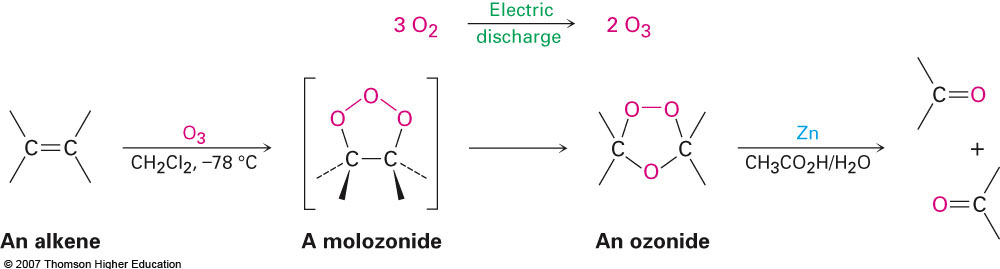 3 O2 Electric discharge 2 O3
O O O
C=C
O3
CH2Cl2, –78 °C
C — C
O — O
C C
O
Zn
CH3CO2H/H2O
C=O
+
O=C
An alkene A molozonide An ozonide
© 2007 Thomson Higher Education